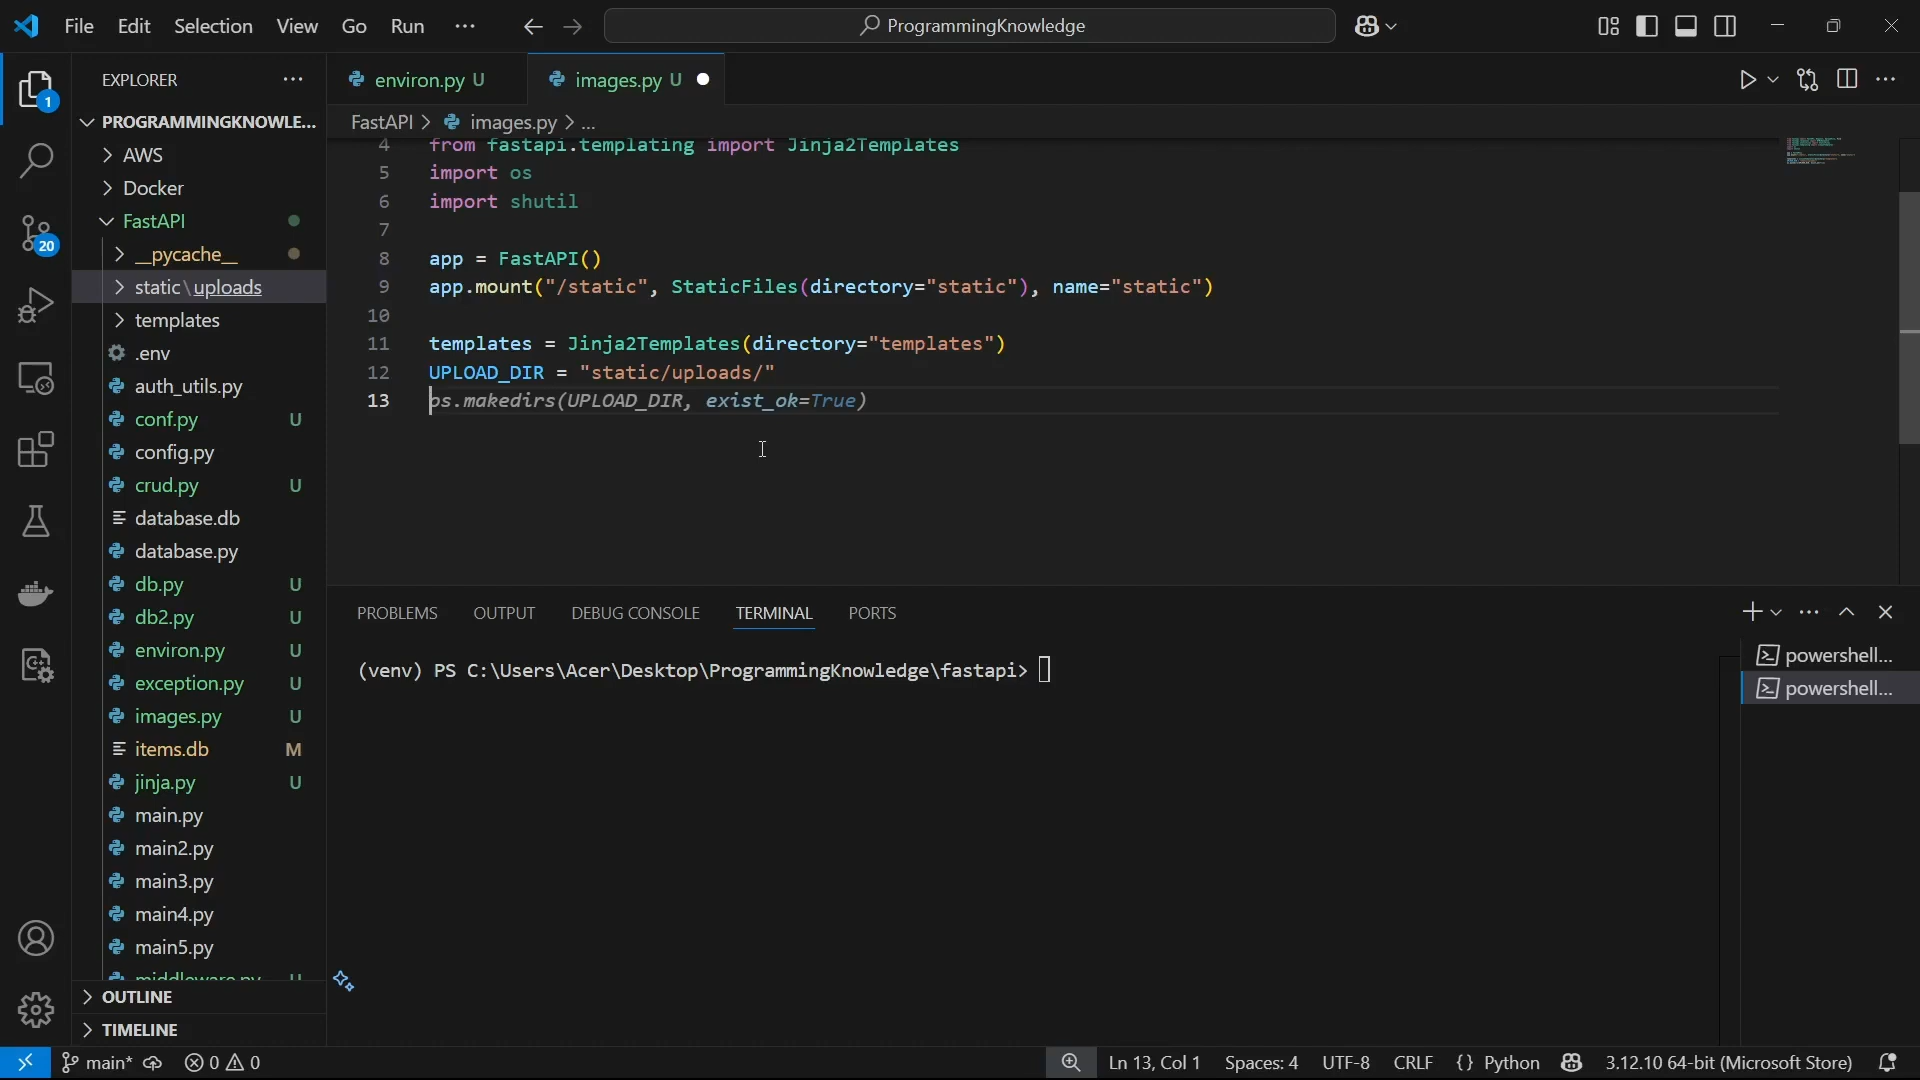 File Edit Selection View Go Run ··· ProgrammingKnowledge
EXPLORER ···
1
PROGRAMMINGKNOWLE...
AWS
Docker
FastAPI
__pycache__
static\uploads
templates
.env
auth_utils.py
conf.py U
config.py
crud.py U
database.db
database.py
db.py U
db2.py U
environ.py U
exception.py U
images.py U
items.db M
jinja.py U
main.py
main2.py
main3.py
main4.py
main5.py
middleware.py U
OUTLINE
TIMELINE
20
environ.py U images.py U
FastAPI > images.py > ...
4 from fastapi.templating import Jinja2Templates
5 import os
6 import shutil
7
8 app = FastAPI()
9 app.mount("/static", StaticFiles(directory="static"), name="static")
10
11 templates = Jinja2Templates(directory="templates")
12 UPLOAD_DIR = "static/uploads/"
13 os.makedirs(UPLOAD_DIR, exist_ok=True)
PROBLEMS OUTPUT DEBUG CONSOLE TERMINAL PORTS
(venv) PS C:\Users\Acer\Desktop\ProgrammingKnowledge\fastapi>
powershell...
powershell...
main* 0 0 Ln 13, Col 1 Spaces: 4 UTF-8 CRLF {} Python 3.12.10 64-bit (Microsoft Store)